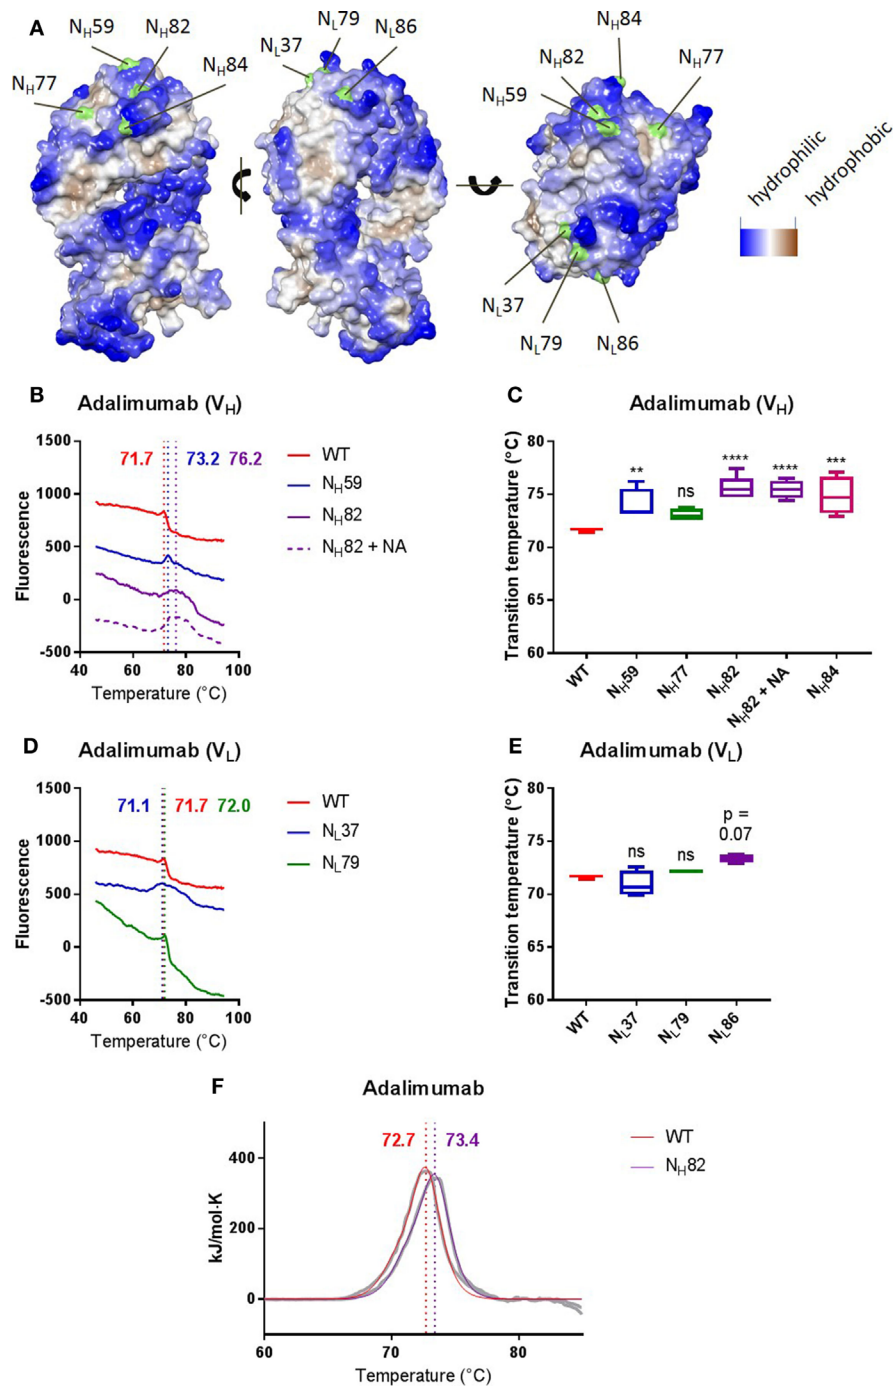 A
NH59
NH82
NH77
NH84
NL37
NL79
NL86
NH84
NH82
NH77
NH59
NL37
NL79
NL86
hydrophilic
hydrophobic
B
Adalimumab (VH)
1500
1000
500
0
-500
40
60
80
100
Fluorescence
Temperature (°C)
71.7
73.2
76.2
WT
NH59
NH82
NH82 + NA
C
Adalimumab (VH)
Transition temperature (°C)
80
75
70
65
60
**
ns
****
****
***
WT
NH59
NH77
NH82
NH82 + NA
NH84
D
Adalimumab (VL)
1500
1000
500
0
-500
40
60
80
100
Fluorescence
Temperature (°C)
71.1
71.7
72.0
WT
NL37
NL79
E
Adalimumab (VL)
Transition temperature (°C)
80
75
70
65
60
ns
ns
p =
0.07
WT
NL37
NL79
NL86
F
Adalimumab
kJ/mol·K
400
200
0
60
70
80
Temperature (°C)
72.7
73.4
WT
NH82